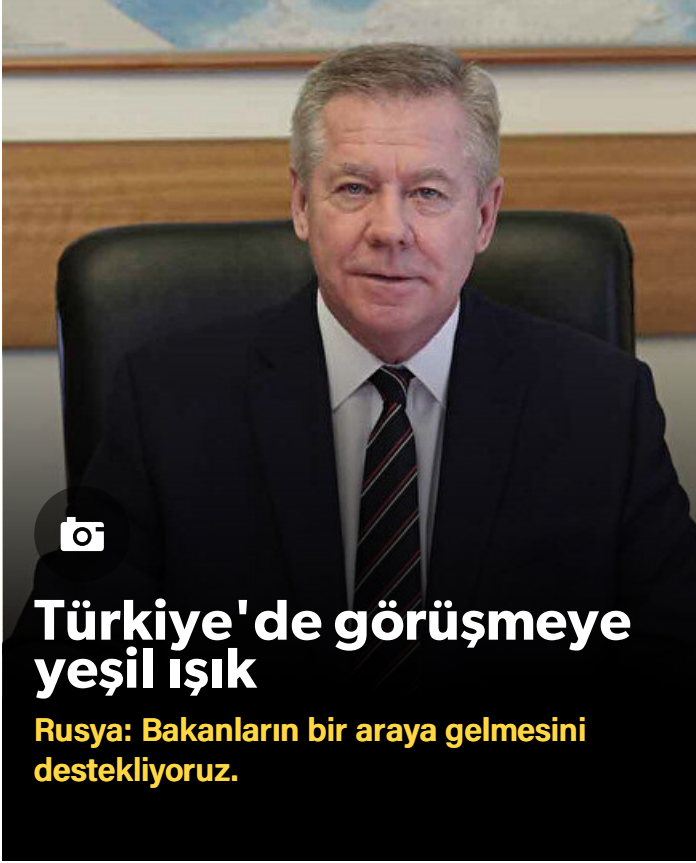 Türkiye'de görüşmeye
yeşil ışık
Rusya: Bakanların bir araya gelmesini
destekliyoruz.